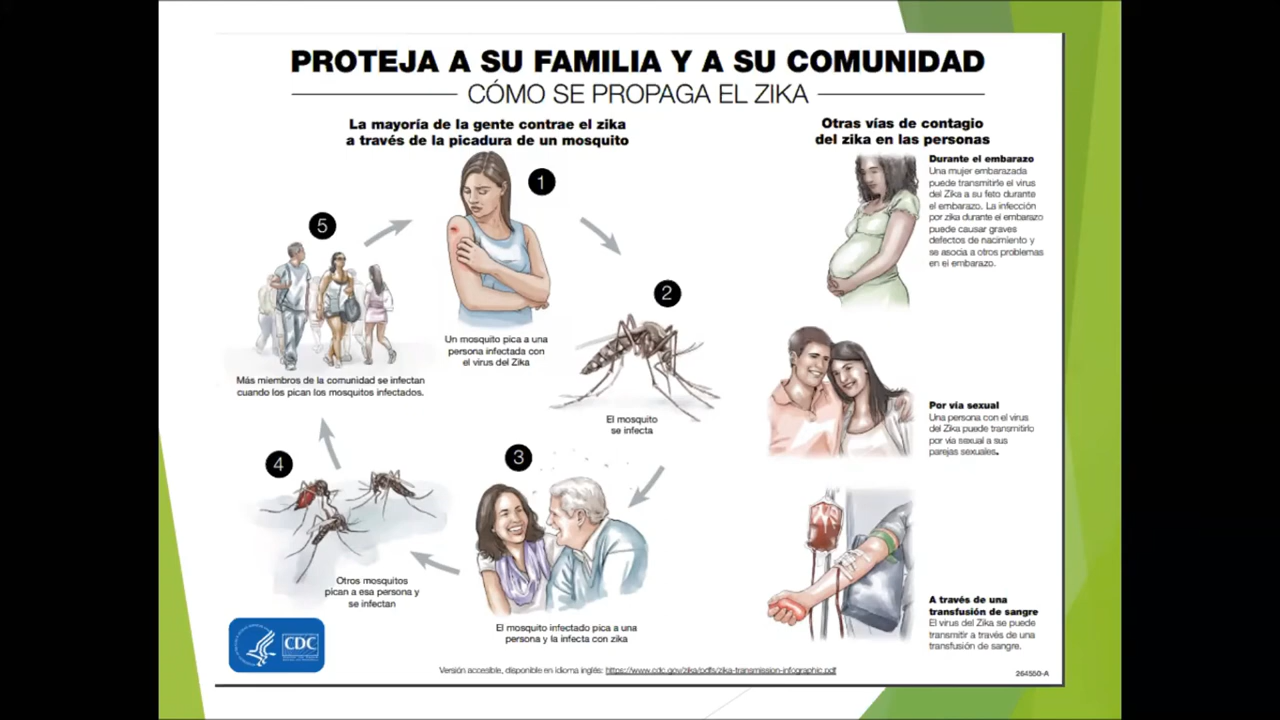 PROTEJA A SU FAMILIA Y A SU COMUNIDAD
CÓMO SE PROPAGA EL ZIKA
La mayoría de la gente contrae el zika
a través de la picadura de un mosquito
1
Un mosquito pica a una
persona infectada con
el virus del Zika
2
El mosquito
se infecta
3
El mosquito infectado pica a una
persona y la infecta con zika
4
Otros mosquitos
pican a esa persona y
se infectan
5
Más miembros de la comunidad se infectan
cuando los pican los mosquitos infectados.
Otras vías de contagio
del zika en las personas
Durante el embarazo
Una mujer embarazada
puede transmitirle el virus
del Zika a su feto durante
el embarazo. La infección
por zika durante el embarazo
puede causar graves
defectos de nacimiento y
se asocia a otros problemas
en el embarazo.
Por vía sexual
Una persona con el virus
del Zika puede transmitirlo
por vía sexual a sus
parejas sexuales.
A través de una
transfusión de sangre
El virus del Zika se puede
transmitir a través de una
transfusión de sangre.
CDC
Versión accesible, disponible en idioma inglés: https://www.cdc.gov/zika/pdfs/zika-transmission-infographic.pdf
264550-A